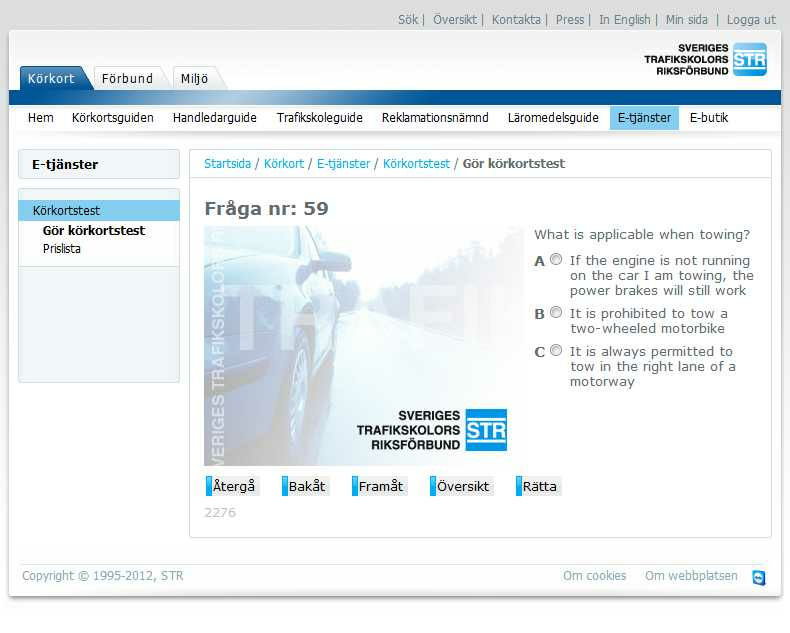 Sök | Översikt | Kontakta | Press | In English | Min sida | Logga ut
SVERIGES
TRAFIKSKOLORS
RIKSFÖRBUND
STR
Körkort Förbund Miljö
Hem Körkortsguiden Handledarguide Trafikskoleguide Reklamationsnämnd Läromedelsguide E-tjänster E-butik
E-tjänster
Startsida / Körkort / E-tjänster / Körkortstest / Gör körkortstest
Körkortstest
Gör körkortstest
Prislista
Fråga nr: 59
VERIGES TRAFIKSKOLOR
TRAFI
SVERIGES
TRAFIKSKOLORS
RIKSFÖRBUND
STR
What is applicable when towing?
A If the engine is not running
on the car I am towing, the
power brakes will still work
B It is prohibited to tow a
two-wheeled motorbike
C It is always permitted to
tow in the right lane of a
motorway
Återgå Bakåt Framåt Översikt Rätta
2276
Copyright © 1995-2012, STR Om cookies Om webbplatsen